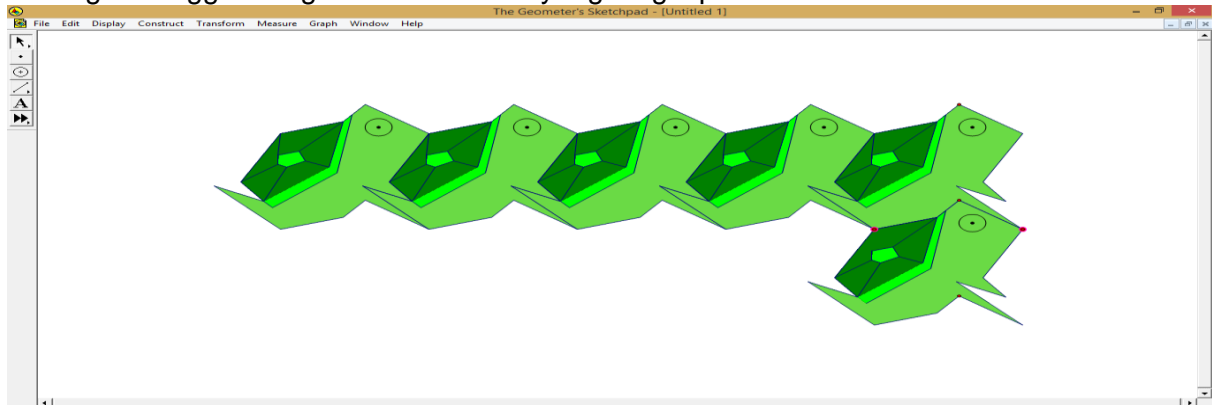 The Geometer's Sketchpad - [Untitled 1]
File Edit Display Construct Transform Measure Graph Window Help
A